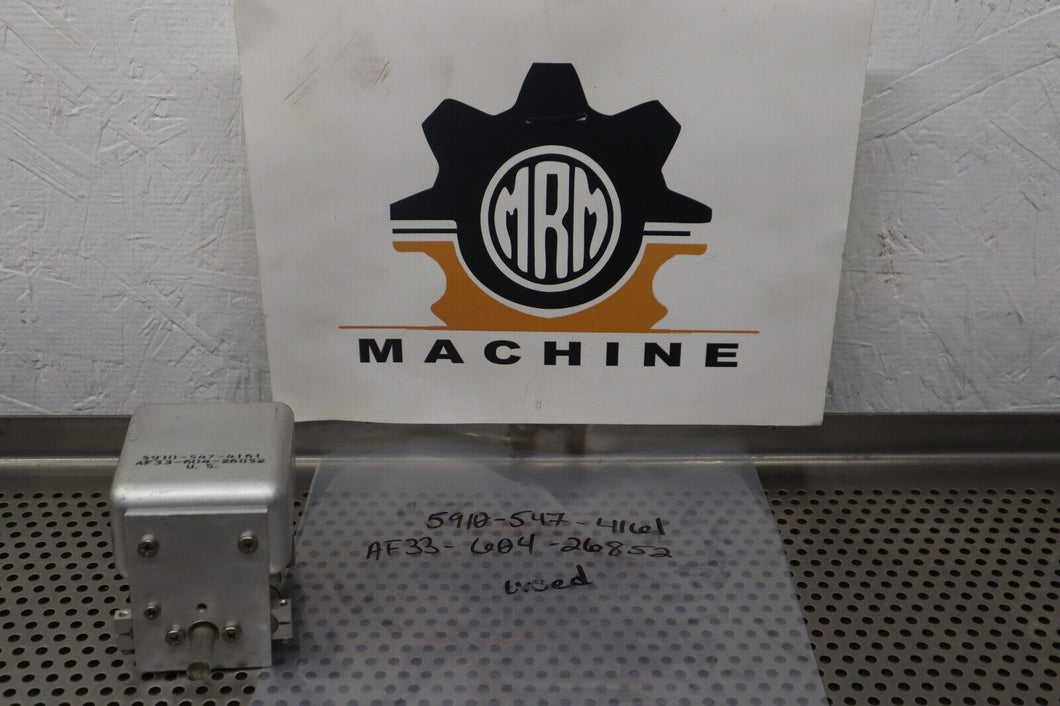 MRM
MACHINE
5910-547-4161
AF33-604-26852
U. S.
5910-547-4161
AF33-604-26852
used